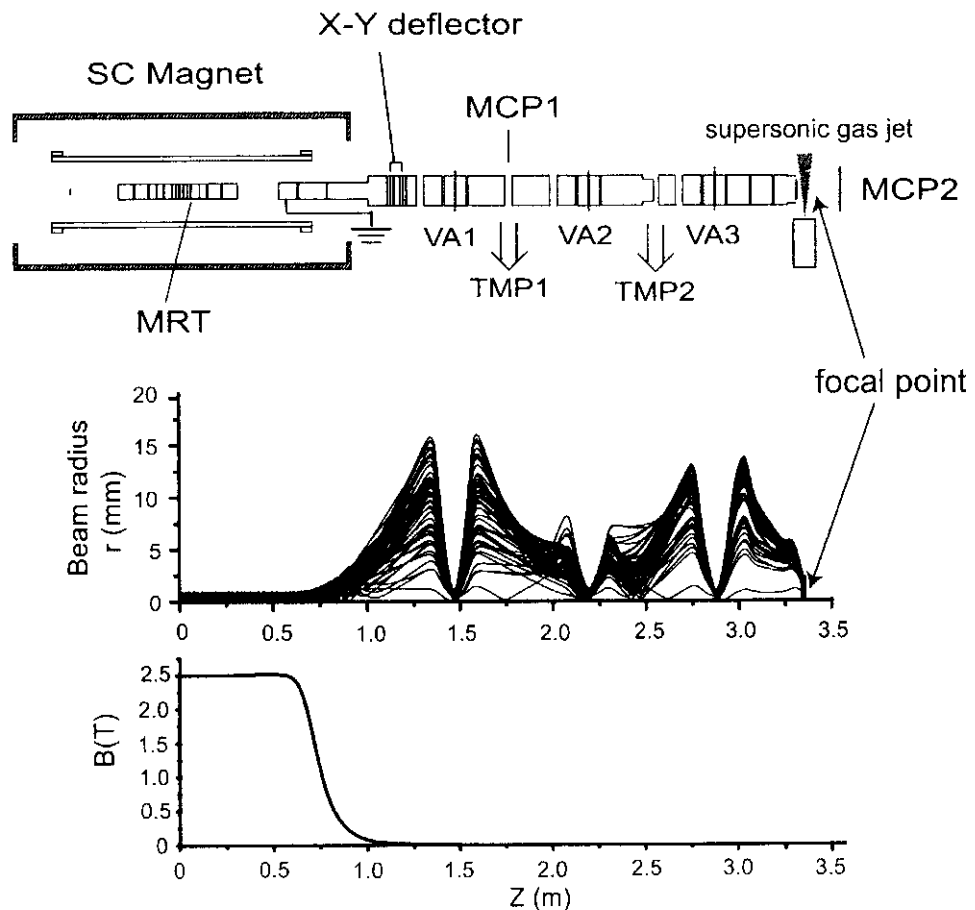 X-Y deflector
SC Magnet
MCP1
supersonic gas jet
MCP2
VA1
VA2
VA3
TMP1
TMP2
MRT
focal point
20
15
10
5
0
Beam radius
r (mm)
0 0.5 1.0 1.5 2.0 2.5 3.0 3.5
2.5
2.0
1.5
1.0
0.5
0
B(T)
0 0.5 1.0 1.5 2.0 2.5 3.0 3.5
Z (m)